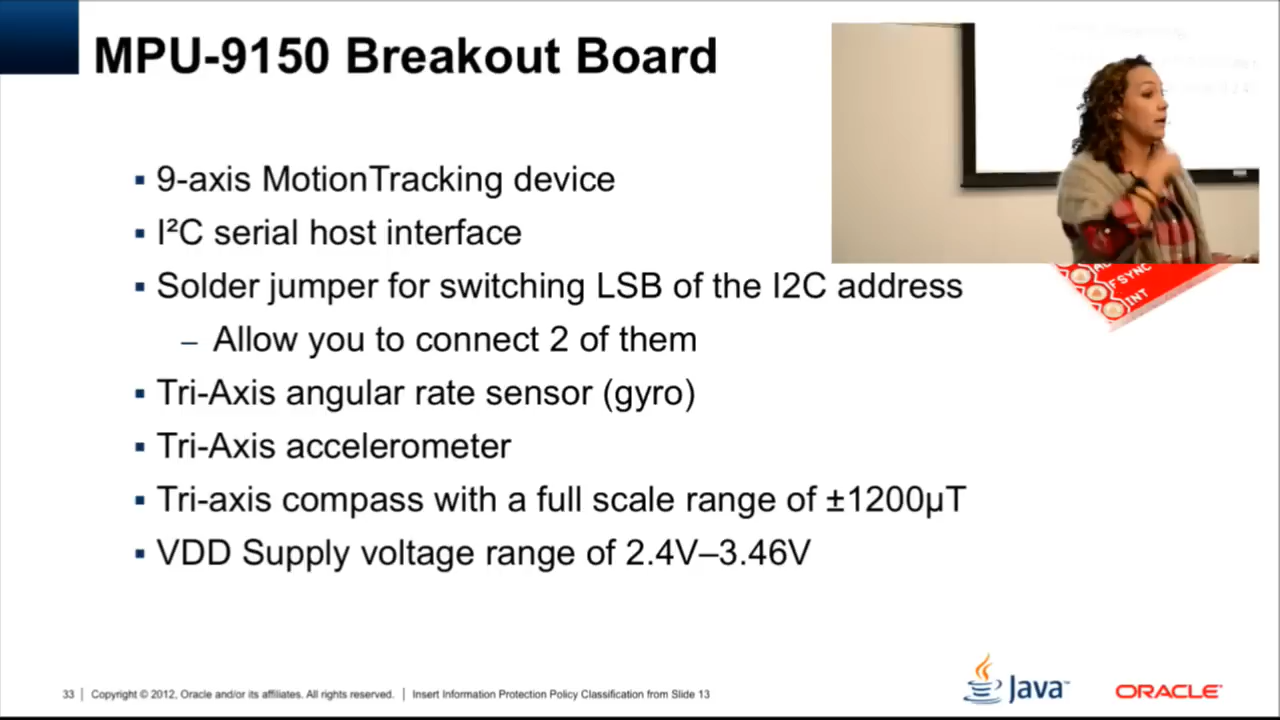 MPU-9150 Breakout Board
▪ 9-axis MotionTracking device
▪ I²C serial host interface
▪ Solder jumper for switching LSB of the I2C address
– Allow you to connect 2 of them
▪ Tri-Axis angular rate sensor (gyro)
▪ Tri-Axis accelerometer
▪ Tri-axis compass with a full scale range of ±1200µT
▪ VDD Supply voltage range of 2.4V–3.46V
FSYNC
INT
33 | Copyright © 2012, Oracle and/or its affiliates. All rights reserved. | Insert Information Protection Policy Classification from Slide 13
Java™
ORACLE®